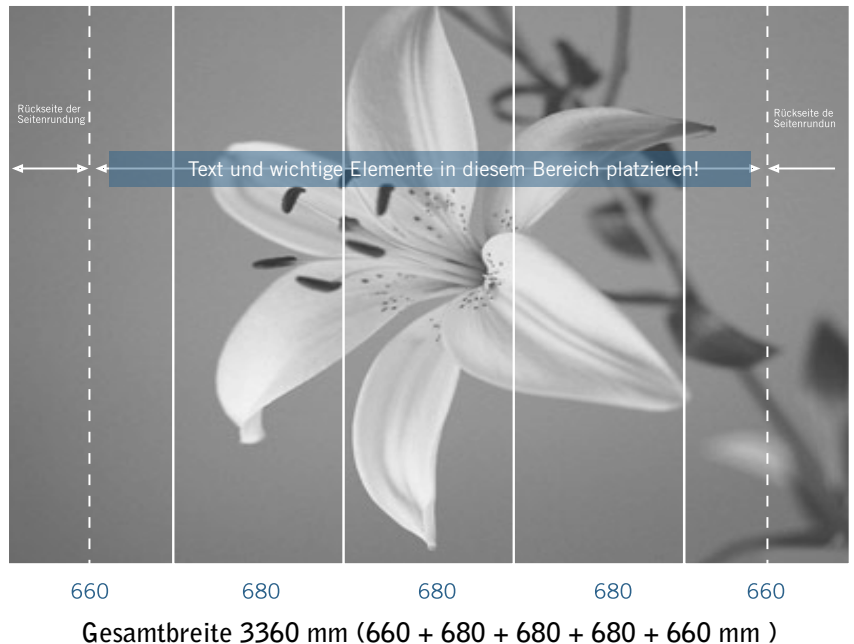 Rückseite der
Seitenrundung
Rückseite de
Seitenrundun
Text und wichtige Elemente in diesem Bereich platzieren!
660 680 680 680 660
Gesamtbreite 3360 mm (660 + 680 + 680 + 680 + 660 mm )